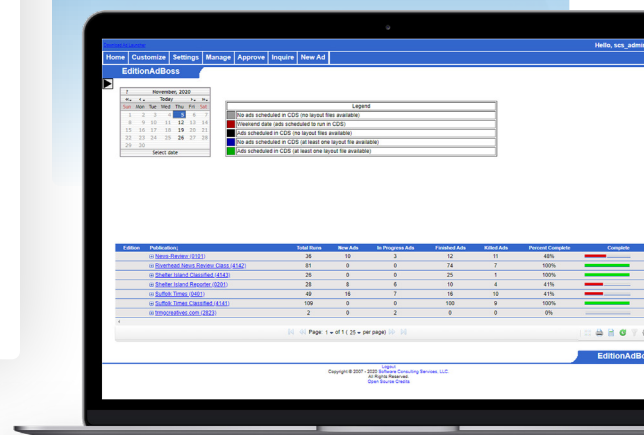 Hello, scs_admi
Home Customize Settings Manage Approve Inquire New Ad
EditionAdBoss
? November, 2020
Today
Sun Mon Tue Wed Thu Fri Sat
1 2 3 4 5 6 7
8 9 10 11 12 13 14
15 16 17 18 19 20 21
22 23 24 25 26 27 28
29 30
Select date
Legend
No ads scheduled in CDS (no layout files available)
Weekend date (ads scheduled to run in CDS)
Ads scheduled in CDS (no layout files available)
No ads scheduled in CDS (at least one layout file available)
Ads scheduled in CDS (at least one layout file available)
Edition Publication Total Runs New Ads In Progress Ads Finished Ads Killed Ads Percent Complete Complete
News-Review (0101) 36 10 3 12 11 48%
Riverhead News Review Class (4142) 81 0 0 74 7 100%
Shelter Island Classified (4143) 26 0 0 25 1 100%
Shelter Island Reporter (0201) 28 8 6 10 4 41%
Suffolk Times (0401) 49 16 7 16 10 41%
Suffolk Times Classified (4141) 109 0 0 100 9 100%
trmgcreatives.com (2823) 2 0 2 0 0 0%
Page: 1 of 1 ( 25 per page)
EditionAdBo
Logout
Copyright © 2007 - 2020 Software Consulting Services, LLC.
All Rights Reserved.
Open Source Credits